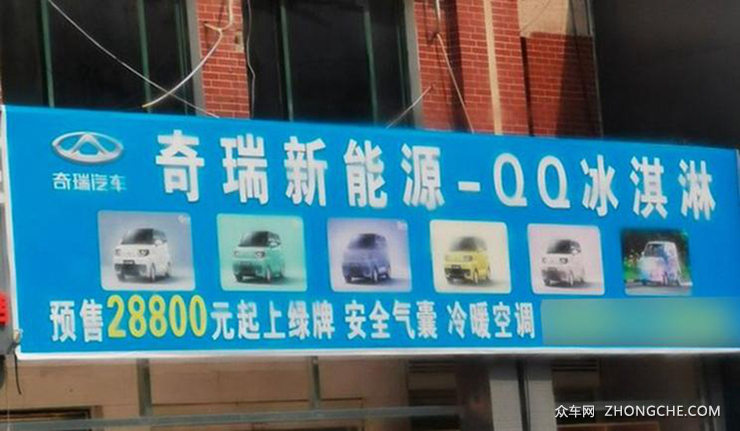 奇瑞新能源-QQ冰淇淋
奇瑞汽车
预售28800元起上绿牌 安全气囊 冷暖空调
众车网 ZHONGCHE.COM